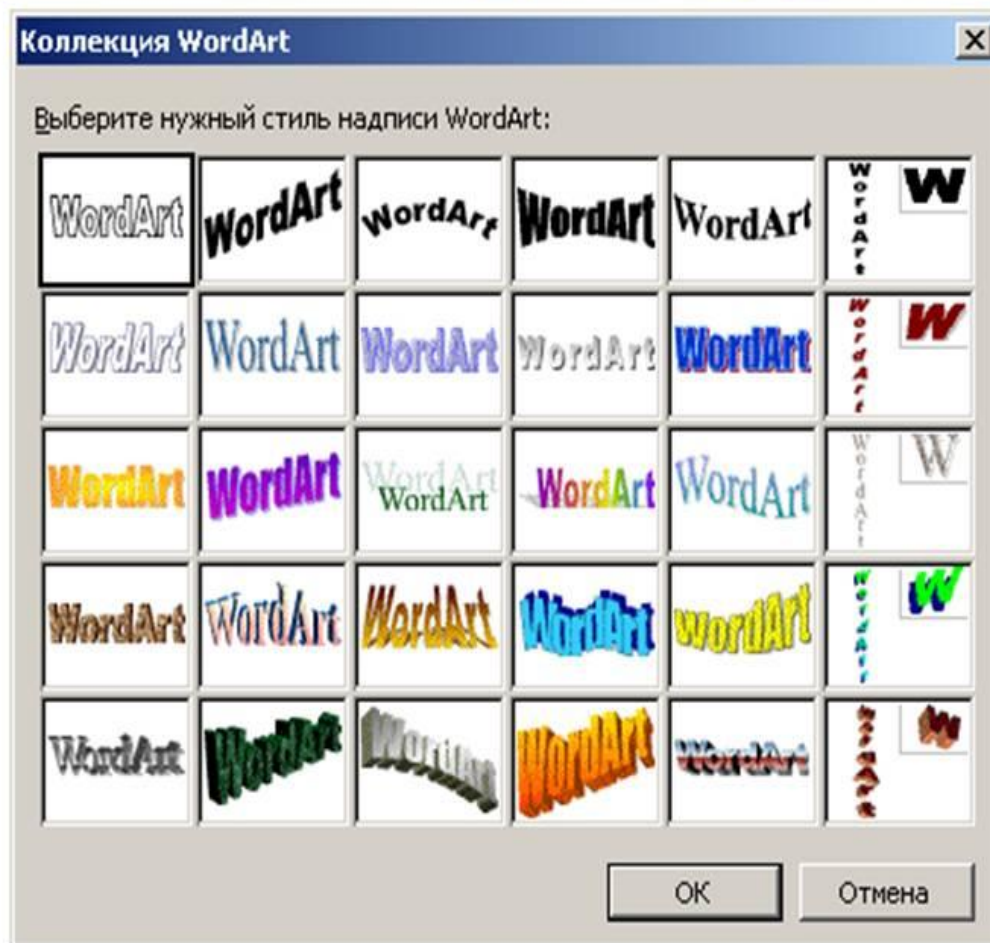 Коллекция WordArt
Выберите нужный стиль надписи WordArt:
WordArt WordArt WordArt WordArt WordArt WordArt W
WordArt WordArt WordArt WordArt WordArt WordArt W
WordArt WordArt WordArt WordArt WordArt WordArt WordArt W
WordArt WordArt WordArt WordArt WordArt WordArt W
WordArt WordArt WordArt WordArt WordArt WordArt W
ОК Отмена